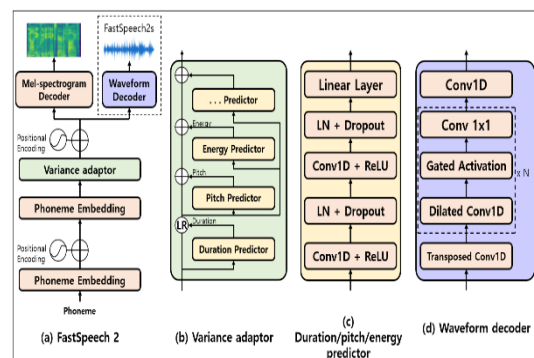 FastSpeech2s
Mel-spectrogram
Decoder
Waveform
Decoder
Positional
Encoding
Variance adaptor
Phoneme Embedding
Positional
Encoding
Phoneme Embedding
Phoneme
(a) FastSpeech 2
... Predictor
Energy
Energy Predictor
Pitch
Pitch Predictor
LR
Duration
Duration Predictor
(b) Variance adaptor
Linear Layer
LN + Dropout
Conv1D + ReLU
LN + Dropout
Conv1D + ReLU
(c)
Duration/pitch/energy
predictor
Conv1D
Conv 1x1
Gated Activation
x N
Dilated Conv1D
Transposed Conv1D
(d) Waveform decoder